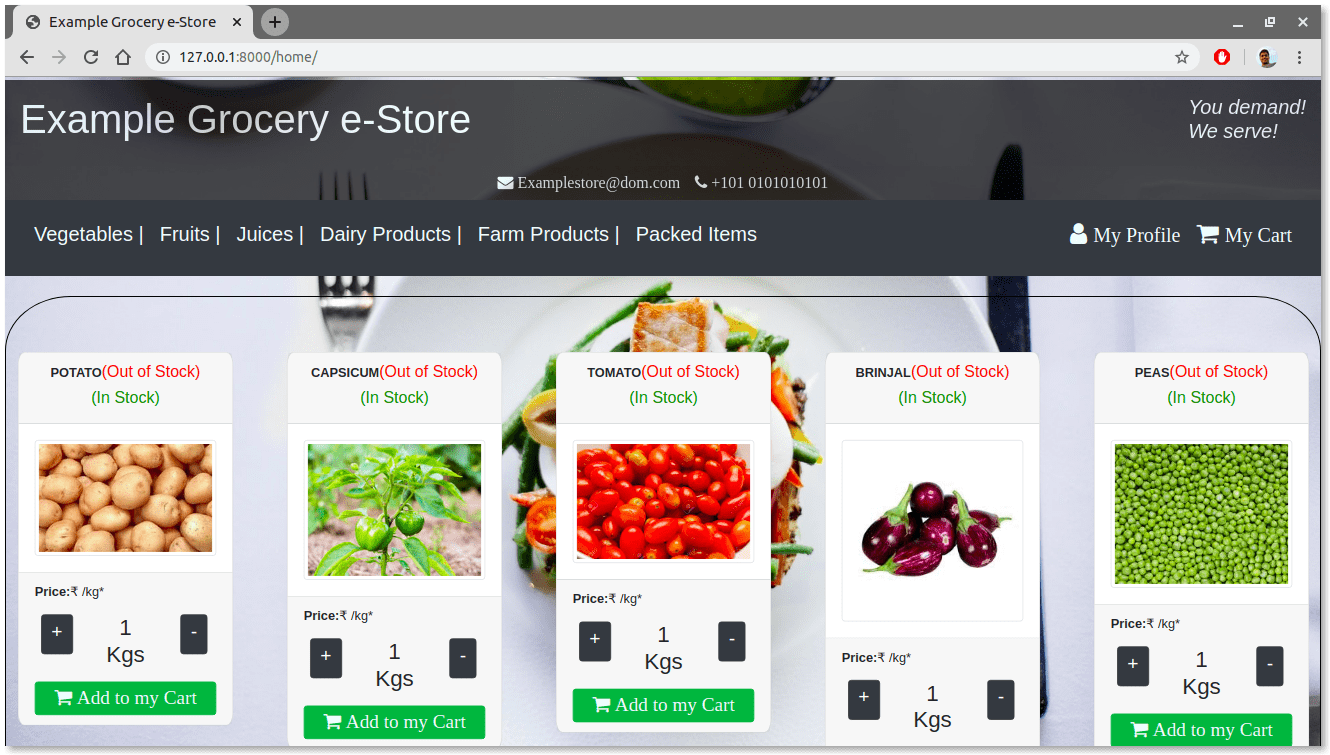 Example Grocery e-Store
127.0.0.1:8000/home/
Example Grocery e-Store
You demand!
We serve!
Examplestore@dom.com +101 0101010101
Vegetables | Fruits | Juices | Dairy Products | Farm Products | Packed Items My Profile My Cart
POTATO(Out of Stock)
(In Stock)
Price:₹ /kg*
+ 1 -
Kgs
Add to my Cart
CAPSICUM(Out of Stock)
(In Stock)
Price:₹ /kg*
+ 1 -
Kgs
Add to my Cart
TOMATO(Out of Stock)
(In Stock)
Price:₹ /kg*
+ 1 -
Kgs
Add to my Cart
BRINJAL(Out of Stock)
(In Stock)
Price:₹ /kg*
+ 1 -
Kgs
PEAS(Out of Stock)
(In Stock)
Price:₹ /kg*
+ 1 -
Kgs
Add to my Cart